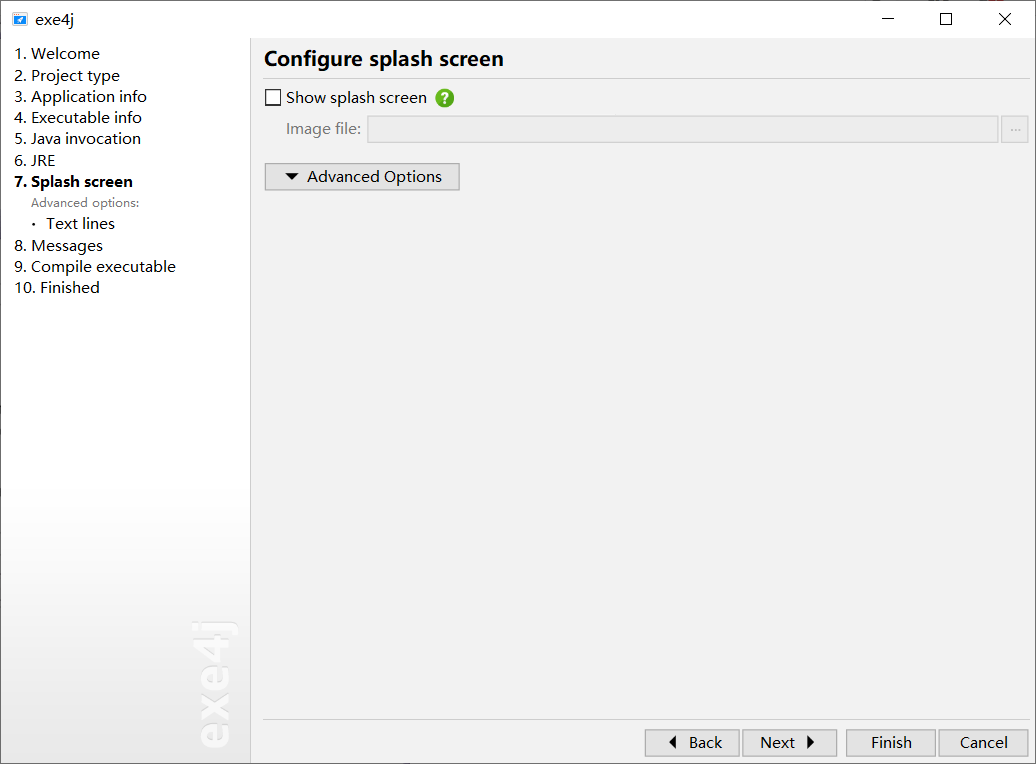 exe4j
1. Welcome
2. Project type
3. Application info
4. Executable info
5. Java invocation
6. JRE
7. Splash screen
Advanced options:
· Text lines
8. Messages
9. Compile executable
10. Finished
exe4j
Configure splash screen
Show splash screen ?
Image file:
...
Advanced Options
Back
Next
Finish
Cancel